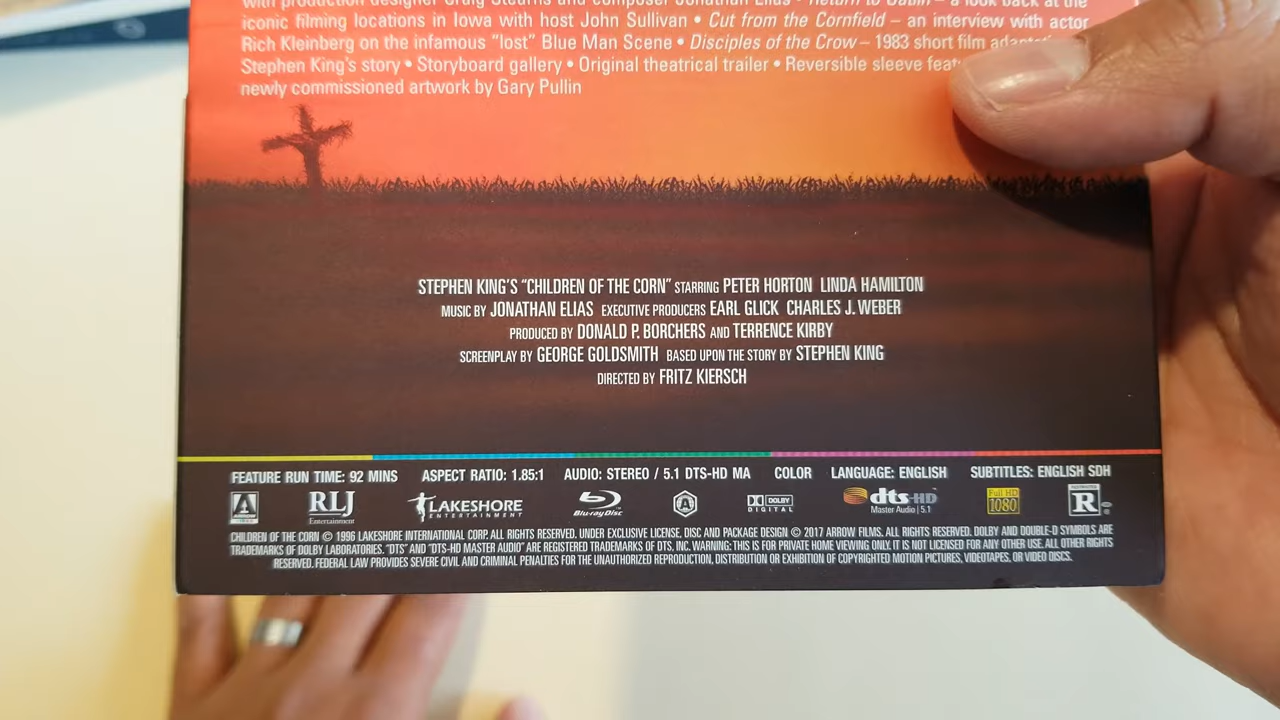 with production designer Craig Stearns and composer Jonathan Elias • Return to Gatlin – a look back at the
iconic filming locations in Iowa with host John Sullivan • Cut from the Cornfield – an interview with actor
Rich Kleinberg on the infamous “lost” Blue Man Scene • Disciples of the Crow – 1983 short film
Stephen King's story • Storyboard gallery • Original theatrical trailer • Reversible sleeve
newly commissioned artwork by Gary Pullin
STEPHEN KING'S “CHILDREN OF THE CORN” STARRING PETER HORTON LINDA HAMILTON
MUSIC BY JONATHAN ELIAS EXECUTIVE PRODUCERS EARL GLICK CHARLES J. WEBER
PRODUCED BY DONALD P. BORCHERS AND TERRENCE KIRBY
SCREENPLAY BY GEORGE GOLDSMITH BASED UPON THE STORY BY STEPHEN KING
DIRECTED BY FRITZ KIERSCH
FEATURE RUN TIME: 92 MINS ASPECT RATIO: 1.85:1 AUDIO: STEREO / 5.1 DTS-HD MA COLOR LANGUAGE: ENGLISH SUBTITLES: ENGLISH SDH
ARROW RLJ Entertainment LAKESHORE ENTERTAINMENT Blu-ray Disc A DOLBY DIGITAL dts-HD Master Audio | 5.1 Full HD 1080 R
CHILDREN OF THE CORN © 1996 LAKESHORE INTERNATIONAL CORP. ALL RIGHTS RESERVED. UNDER EXCLUSIVE LICENSE. DISC AND PACKAGE DESIGN © 2017 ARROW FILMS. ALL RIGHTS RESERVED. DOLBY AND DOUBLE-D SYMBOLS ARE
TRADEMARKS OF DOLBY LABORATORIES. “DTS” AND “DTS-HD MASTER AUDIO” ARE REGISTERED TRADEMARKS OF DTS, INC. WARNING: THIS IS FOR PRIVATE HOME VIEWING ONLY. IT IS NOT LICENSED FOR ANY OTHER USE. ALL OTHER RIGHTS
RESERVED. FEDERAL LAW PROVIDES SEVERE CIVIL AND CRIMINAL PENALTIES FOR THE UNAUTHORIZED REPRODUCTION, DISTRIBUTION OR EXHIBITION OF COPYRIGHTED MOTION PICTURES, VIDEOTAPES, OR VIDEO DISCS.